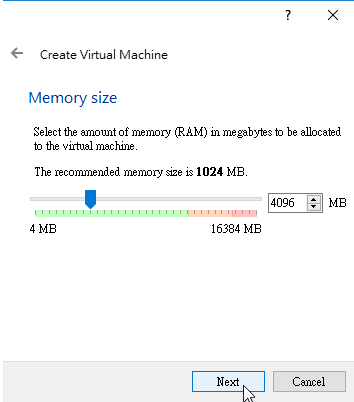 ?
Create Virtual Machine
Memory size
Select the amount of memory (RAM) in megabytes to be allocated
to the virtual machine.
The recommended memory size is 1024 MB.
4096 MB
4 MB 16384 MB
Next Cancel